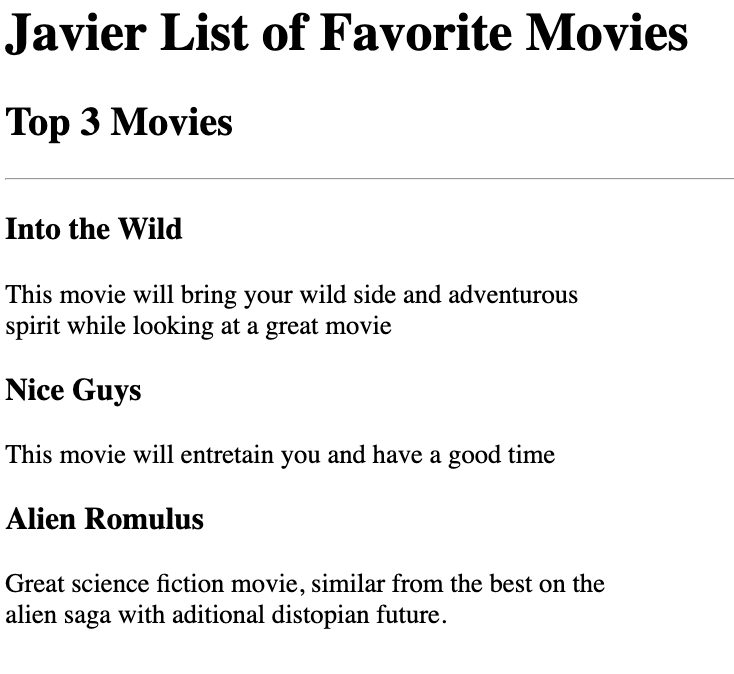 Javier List of Favorite Movies
Top 3 Movies
Into the Wild
This movie will bring your wild side and adventurous
spirit while looking at a great movie
Nice Guys
This movie will entretain you and have a good time
Alien Romulus
Great science fiction movie, similar from the best on the
alien saga with aditional distopian future.